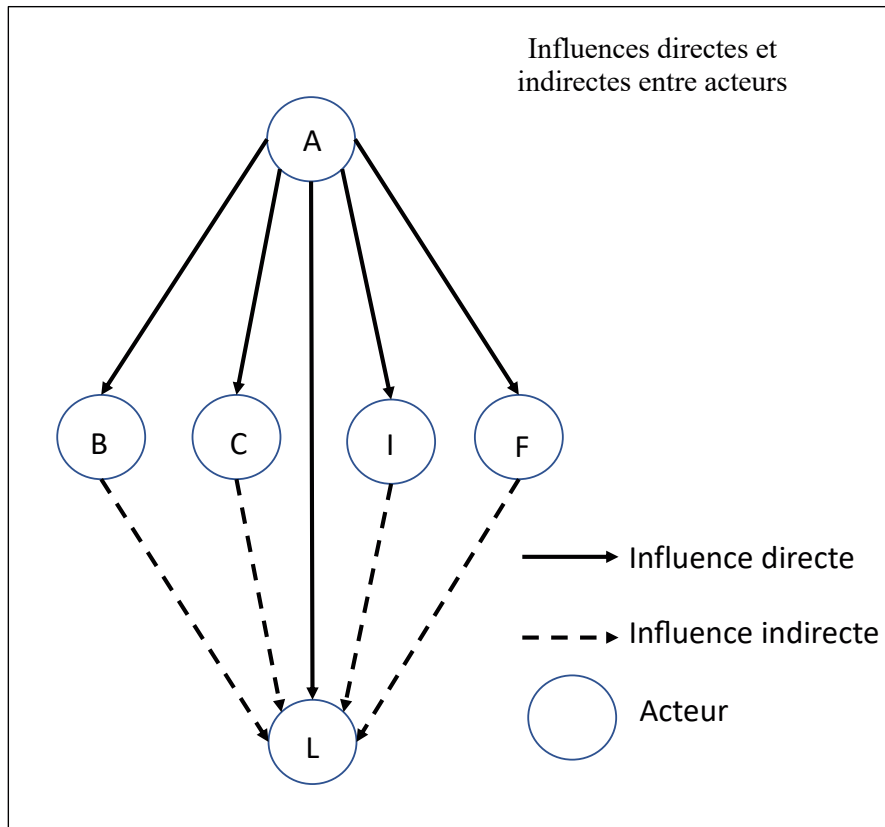 Influences directes et
indirectes entre acteurs
A
B
C
I
F
Influence directe
Influence indirecte
Acteur
L